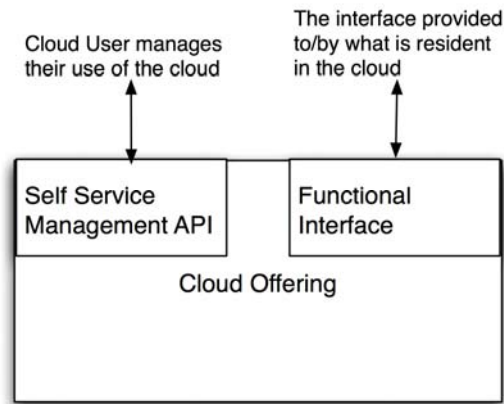 Cloud User manages
their use of the cloud
The interface provided
to/by what is resident
in the cloud
Self Service
Management API
Functional
Interface
Cloud Offering